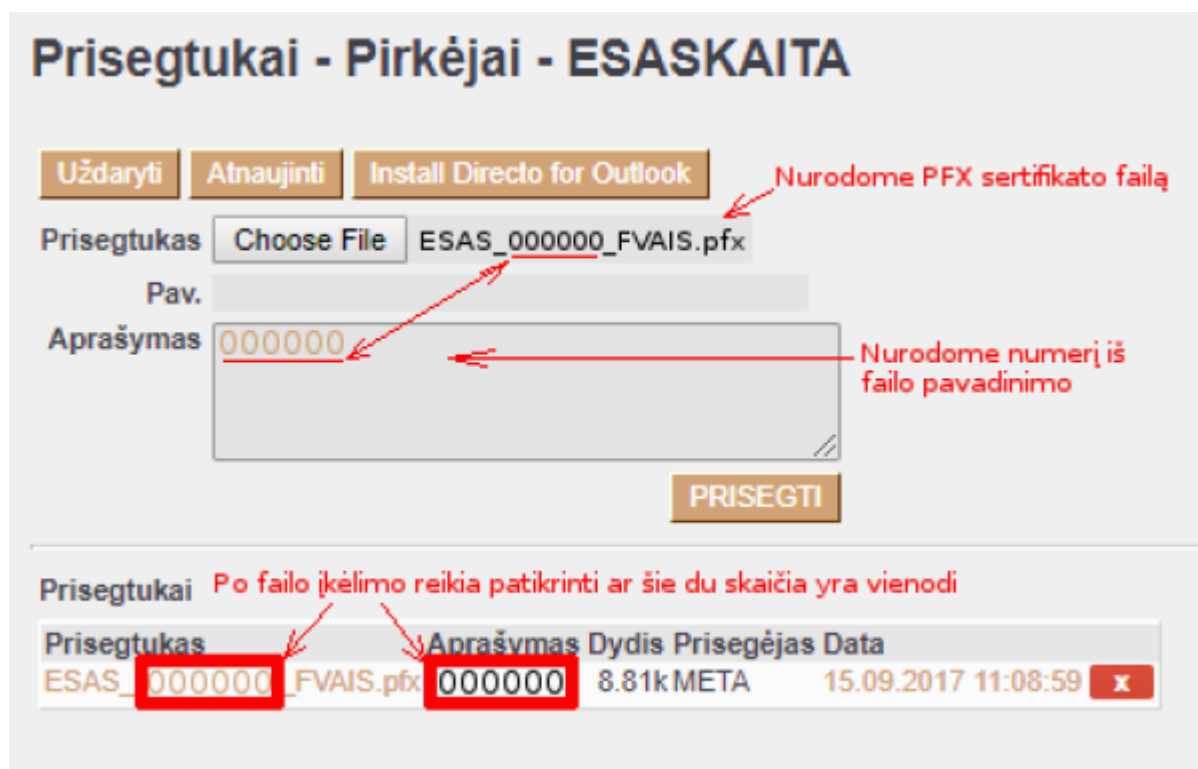 Prisegtukai - Pirkėjai - ESASKAITA
Uždaryti Atnaujinti Install Directo for Outlook Nurodome PFX sertifikato failą
Prisegtukas Choose File ESAS_000000_FVAIS.pfx
Pav.
Aprašymas 000000
Nurodome numerį iš
failo pavadinimo
PRISEGTI
Prisegtukai Po failo įkėlimo reikia patikrinti ar šie du skaičia yra vienodi
Prisegtukas Aprašymas Dydis Prisegėjas Data
ESAS_000000_FVAIS.pfx 000000 8.81k META 15.09.2017 11:08:59 x